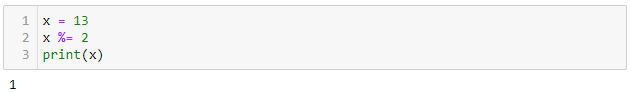 1 x = 13
2 x %= 2
3 print(x)
1